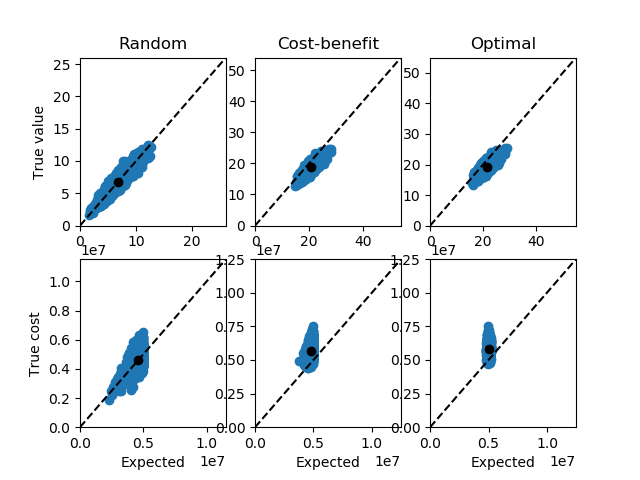 Random Cost-benefit Optimal
25 50 50
20 40 40
15 30 30
10 20 20
5 10 10
0 0 0
True value
0 10 20 0 20 40 0 20 40
1e7 1e7 1e7
1.0 1.25 1.25
0.8 1.00 1.00
0.6 0.75 0.75
0.4 0.50 0.50
0.2 0.25 0.25
0.0 0.00 0.00
True cost
0.0 0.5 1.0 0.0 0.5 1.0 0.0 0.5 1.0
Expected 1e7 Expected 1e7 Expected 1e7